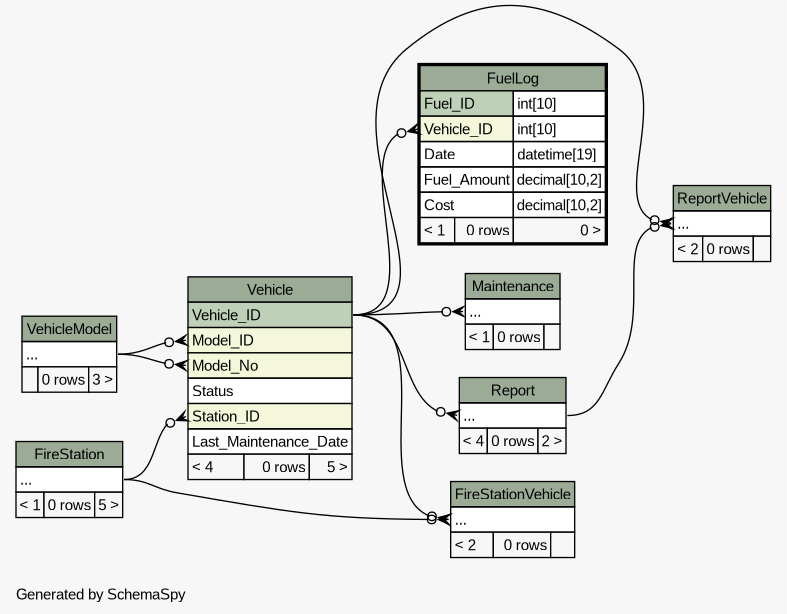 FuelLog
Fuel_ID int[10]
Vehicle_ID int[10]
Date datetime[19]
Fuel_Amount decimal[10,2]
Cost decimal[10,2]
< 1 0 rows 0 >
ReportVehicle
...
< 2 0 rows
Vehicle
Vehicle_ID
Model_ID
Model_No
Status
Station_ID
Last_Maintenance_Date
< 4 0 rows 5 >
Maintenance
...
< 1 0 rows
VehicleModel
...
0 rows 3 >
Report
...
< 4 0 rows 2 >
FireStation
...
< 1 0 rows 5 >
FireStationVehicle
...
< 2 0 rows
Generated by SchemaSpy